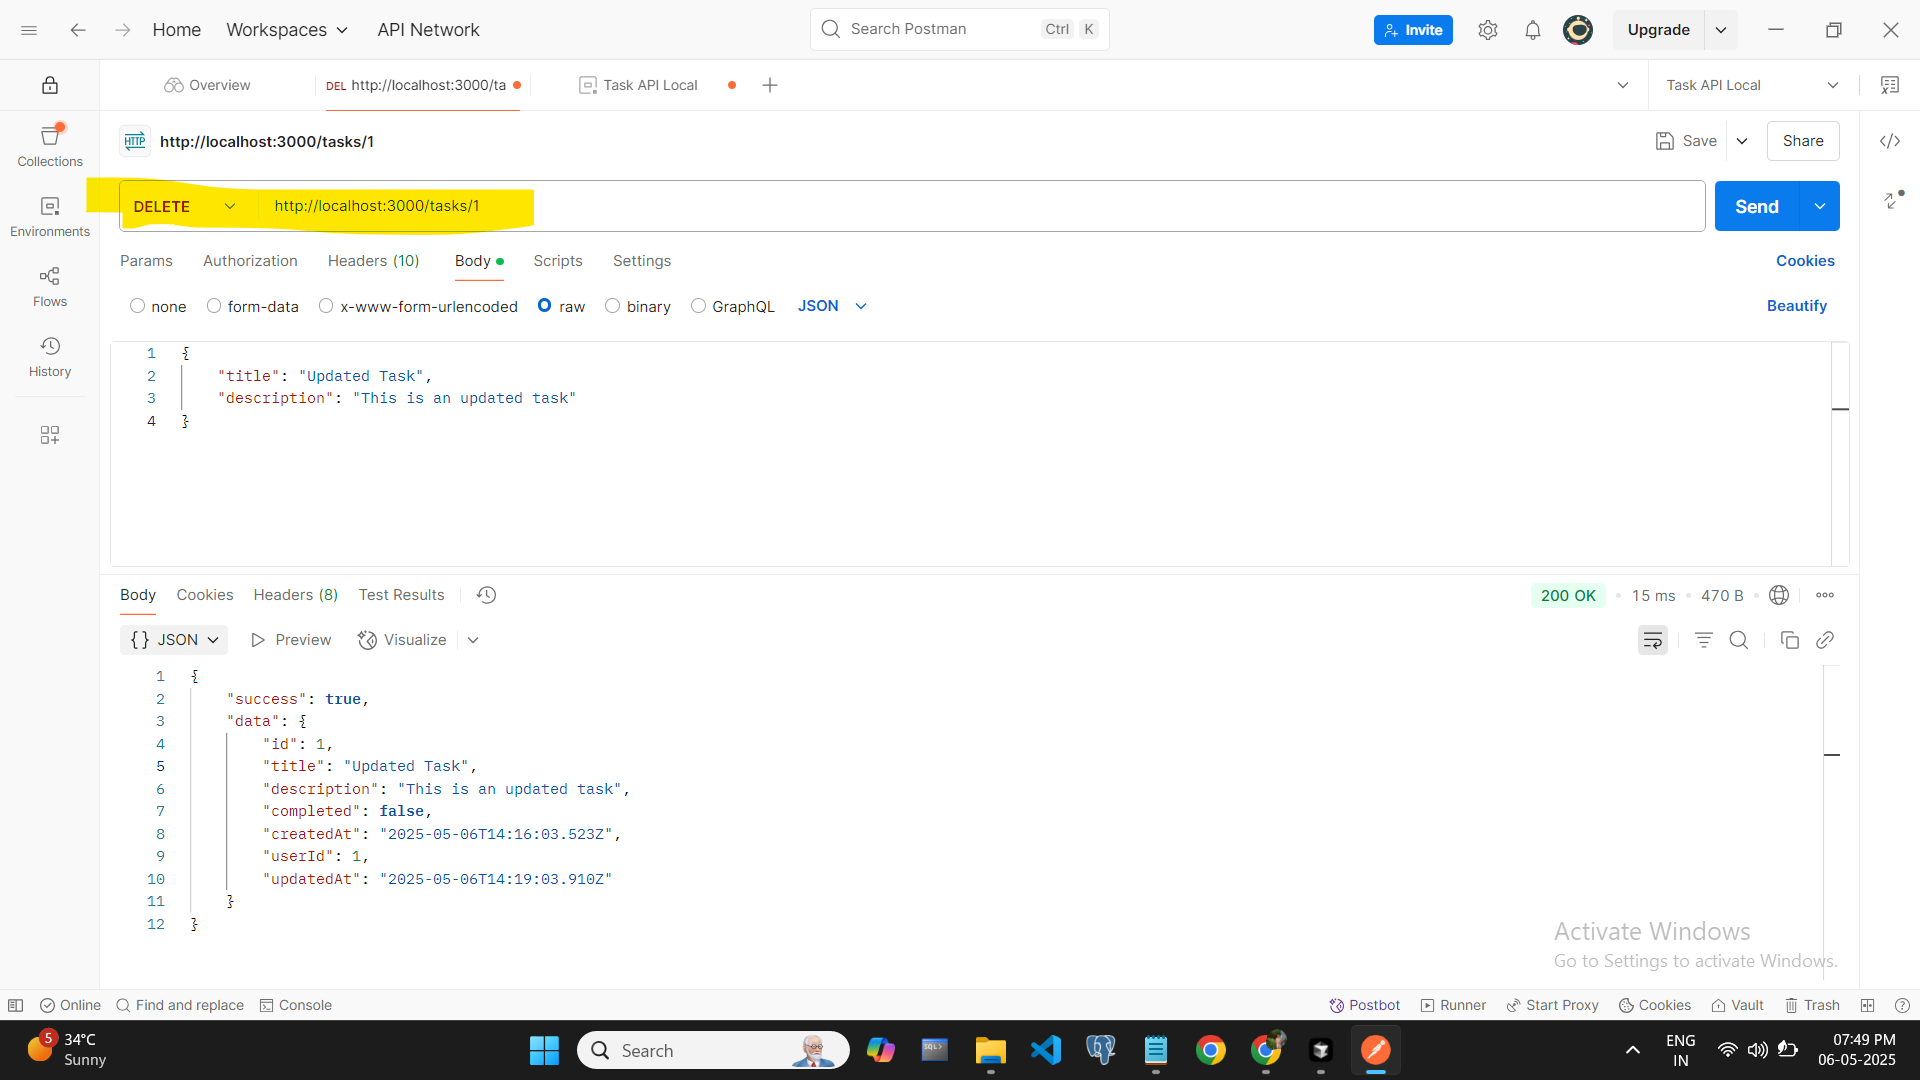 Home Workspaces API Network Search Postman Ctrl K Invite Upgrade
Overview DEL http://localhost:3000/ta Task API Local Task API Local
HTTP http://localhost:3000/tasks/1 Save Share
Collections
DELETE http://localhost:3000/tasks/1 Send
Environments
Params Authorization Headers (10) Body Scripts Settings Cookies
Flows
none form-data x-www-form-urlencoded raw binary GraphQL JSON Beautify
History
1 {
2 "title": "Updated Task",
3 "description": "This is an updated task"
4 }
Body Cookies Headers (8) Test Results 200 OK 15 ms 470 B
{} JSON Preview Visualize
1 {
2 "success": true,
3 "data": {
4 "id": 1,
5 "title": "Updated Task",
6 "description": "This is an updated task",
7 "completed": false,
8 "createdAt": "2025-05-06T14:16:03.523Z",
9 "userId": 1,
10 "updatedAt": "2025-05-06T14:19:03.910Z"
11 }
12 }
Activate Windows
Go to Settings to activate Windows.
Online Find and replace Console Postbot Runner Start Proxy Cookies Vault Trash
5 34°C
Sunny
Search
SQL>
ENG
IN
07:49 PM
06-05-2025